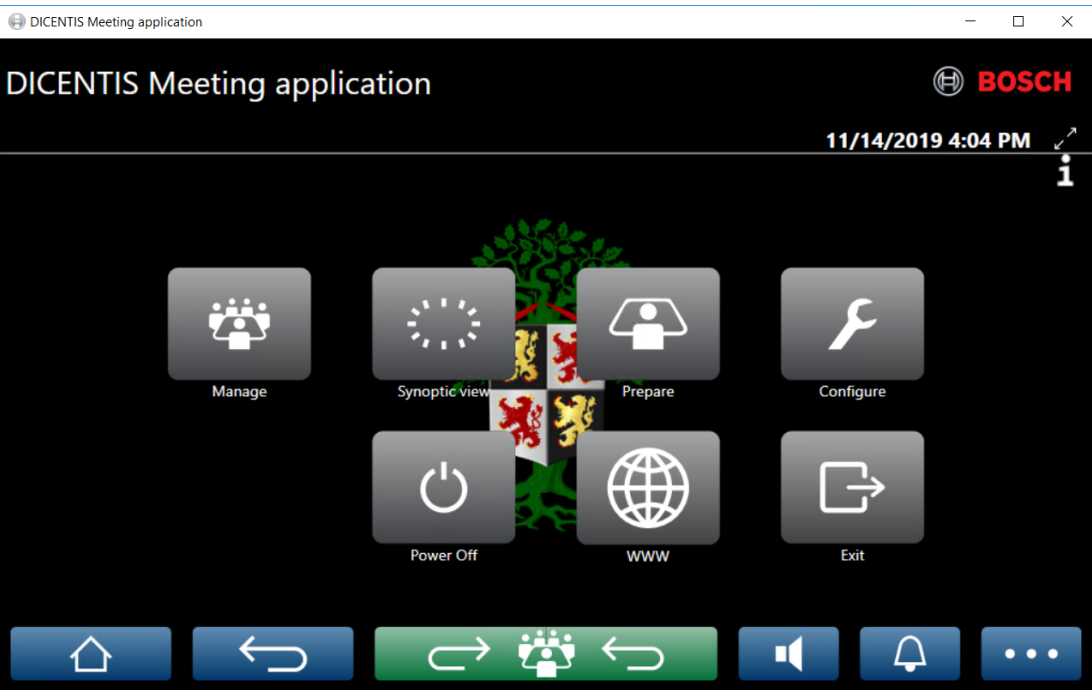 DICENTIS Meeting application
DICENTIS Meeting application
BOSCH
11/14/2019 4:04 PM
Manage
Synoptic view
Prepare
Configure
Power Off
WWW
Exit